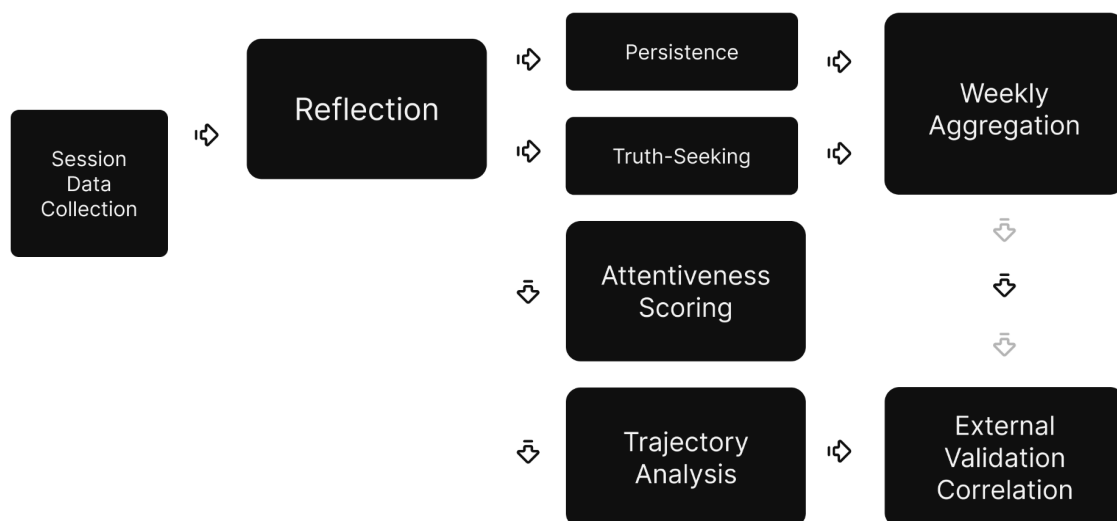 Session
Data
Collection
Reflection
Persistence
Truth-Seeking
Attentiveness
Scoring
Trajectory
Analysis
Weekly
Aggregation
External
Validation
Correlation